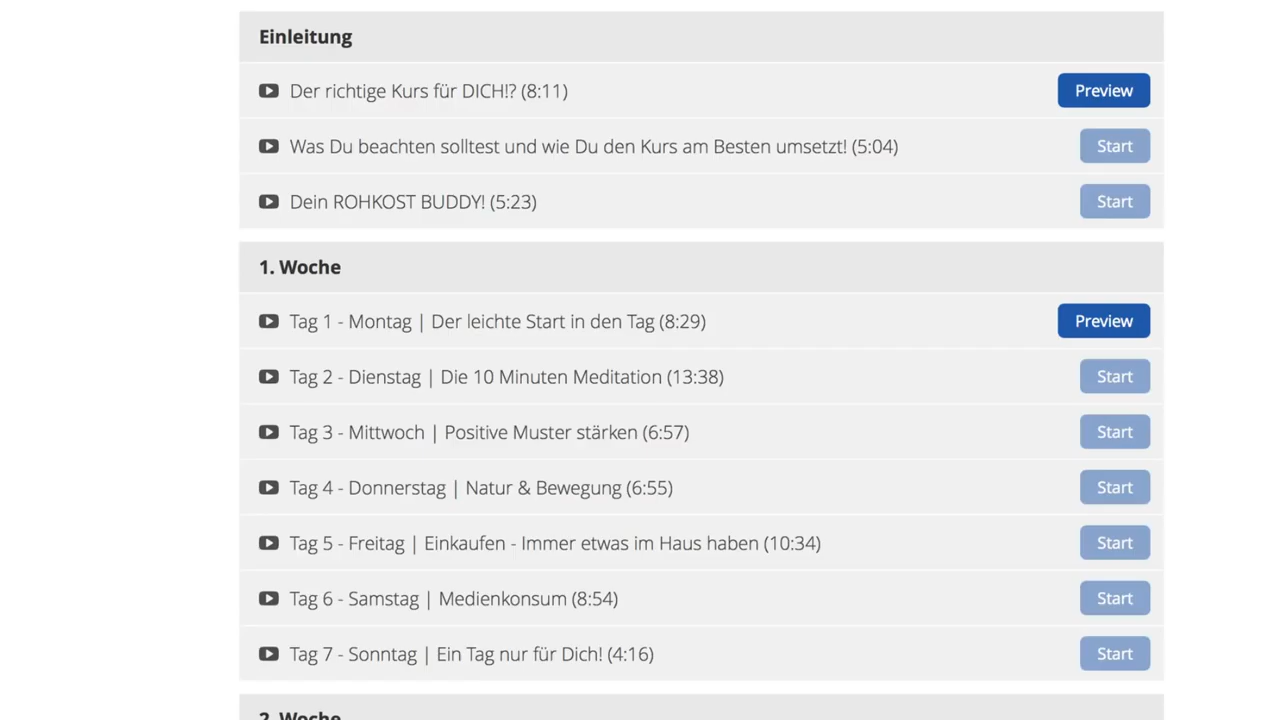 Einleitung
Der richtige Kurs für DICH!? (8:11) Preview
Was Du beachten solltest und wie Du den Kurs am Besten umsetzt! (5:04) Start
Dein ROHKOST BUDDY! (5:23) Start
1. Woche
Tag 1 - Montag | Der leichte Start in den Tag (8:29) Preview
Tag 2 - Dienstag | Die 10 Minuten Meditation (13:38) Start
Tag 3 - Mittwoch | Positive Muster stärken (6:57) Start
Tag 4 - Donnerstag | Natur & Bewegung (6:55) Start
Tag 5 - Freitag | Einkaufen - Immer etwas im Haus haben (10:34) Start
Tag 6 - Samstag | Medienkonsum (8:54) Start
Tag 7 - Sonntag | Ein Tag nur für Dich! (4:16) Start
2. Woche